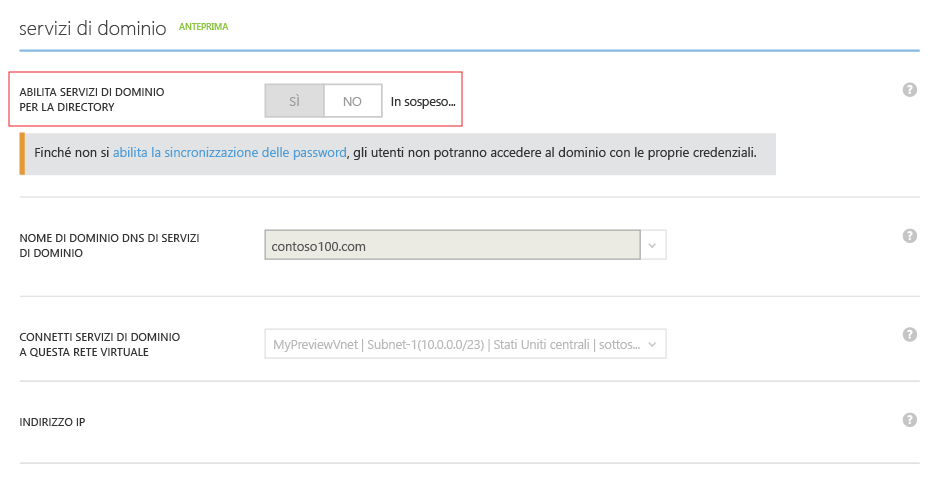 servizi di dominio ANTEPRIMA
ABILITA SERVIZI DI DOMINIO
PER LA DIRECTORY
SÌ NO In sospeso...
?
Finché non si abilita la sincronizzazione delle password, gli utenti non potranno accedere al dominio con le proprie credenziali.
NOME DI DOMINIO DNS DI SERVIZI
DI DOMINIO
contoso100.com
?
CONNETTI SERVIZI DI DOMINIO
A QUESTA RETE VIRTUALE
MyPreviewVnet | Subnet-1(10.0.0.0/23) | Stati Uniti centrali | sottos...
?
INDIRIZZO IP
?